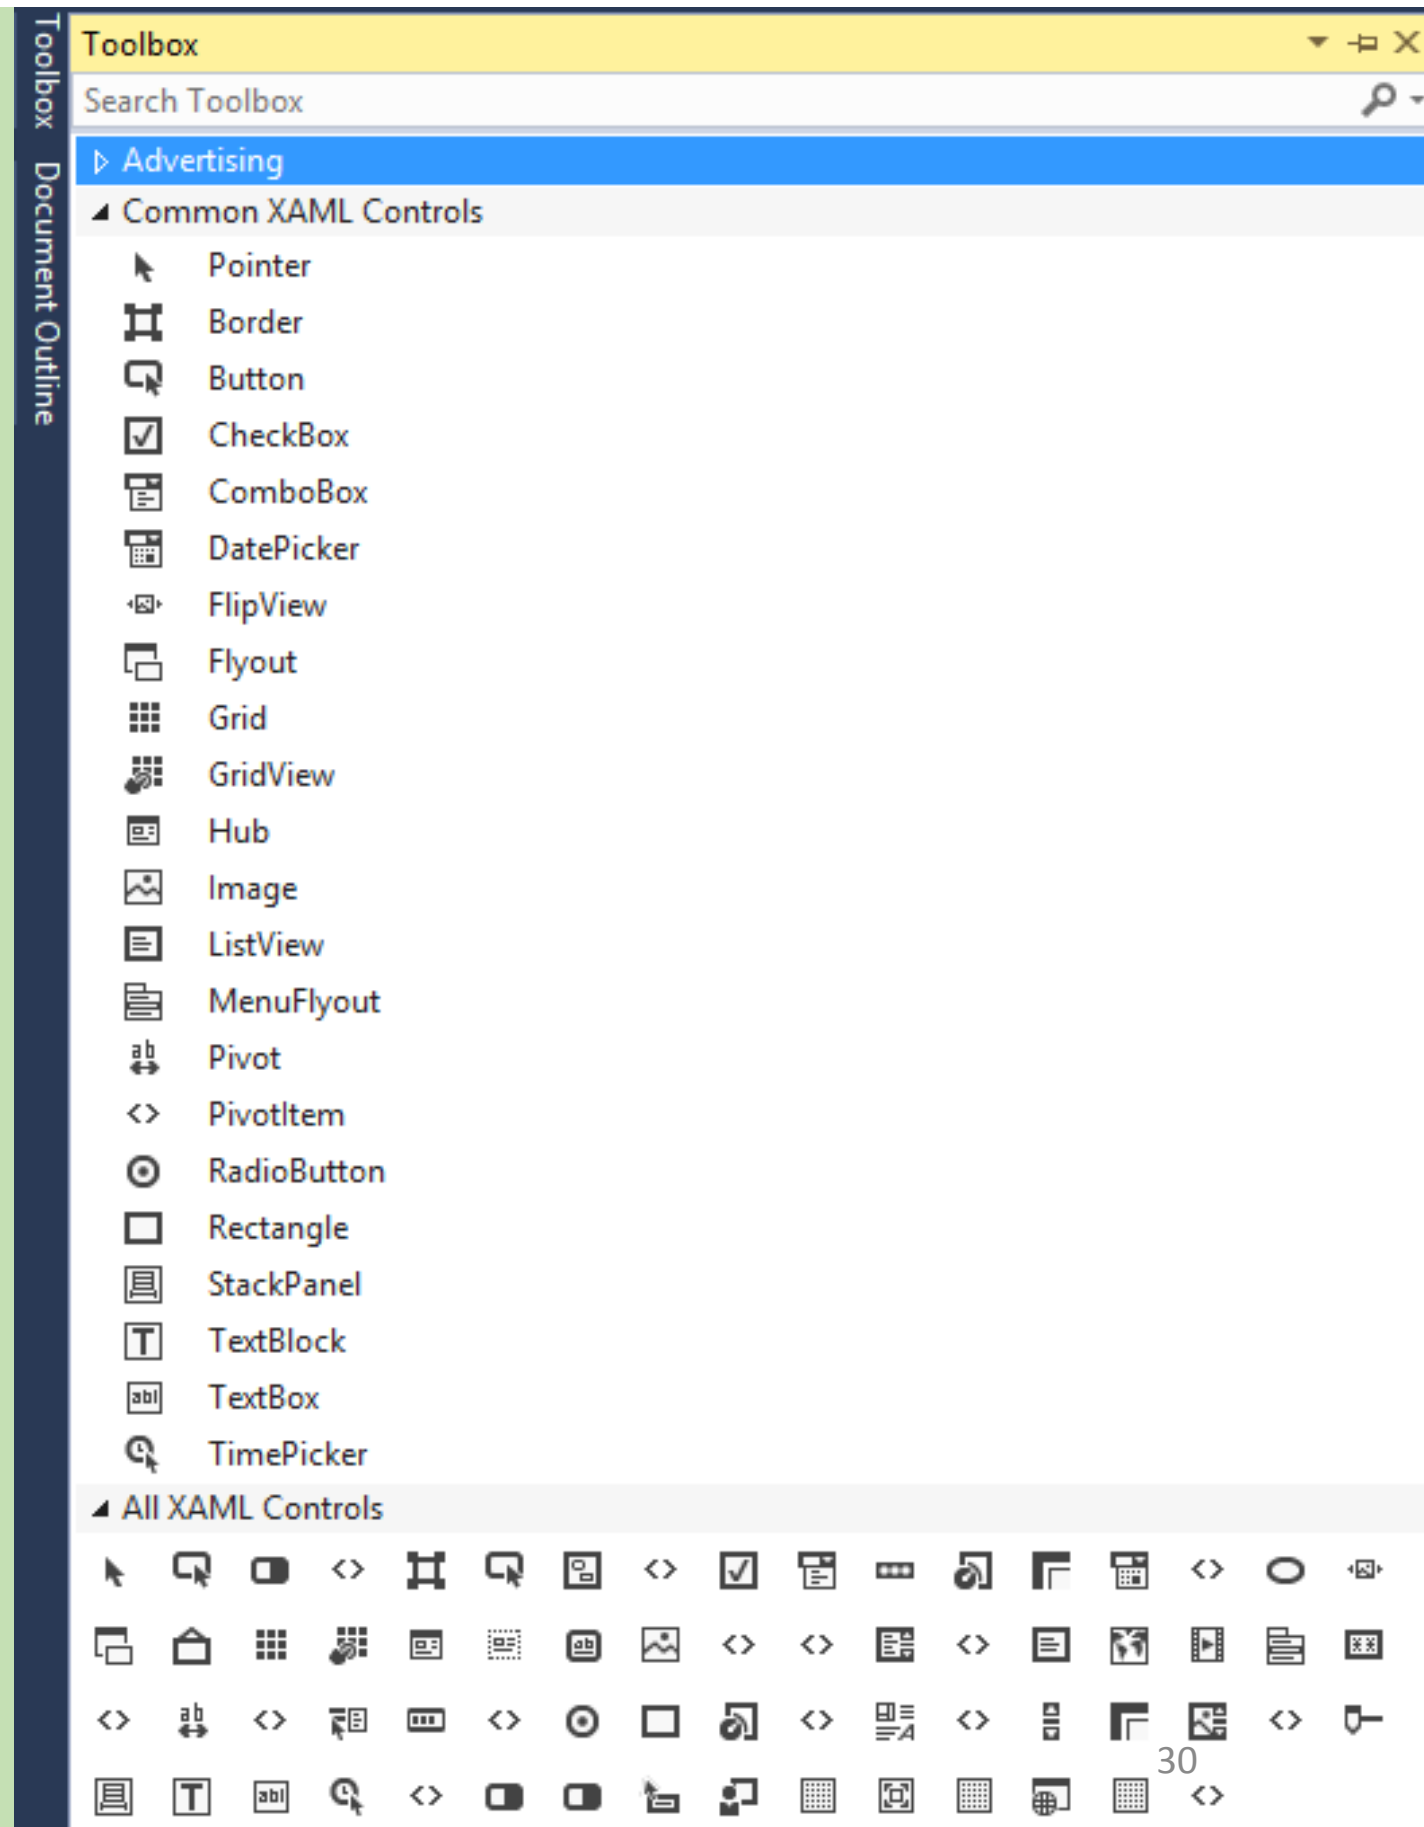 Toolbox
Document Outline
Toolbox
Search Toolbox
Advertising
Common XAML Controls
Pointer
Border
Button
CheckBox
ComboBox
DatePicker
FlipView
Flyout
Grid
GridView
Hub
Image
ListView
MenuFlyout
Pivot
PivotItem
RadioButton
Rectangle
StackPanel
TextBlock
TextBox
TimePicker
All XAML Controls
30